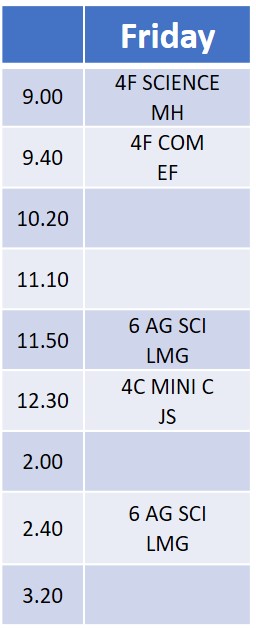 Friday
9.00
4F SCIENCE
MH
9.40
4F COM
EF
10.20
11.10
11.50
6 AG SCI
LMG
12.30
4C MINI C
JS
2.00
2.40
6 AG SCI
LMG
3.20